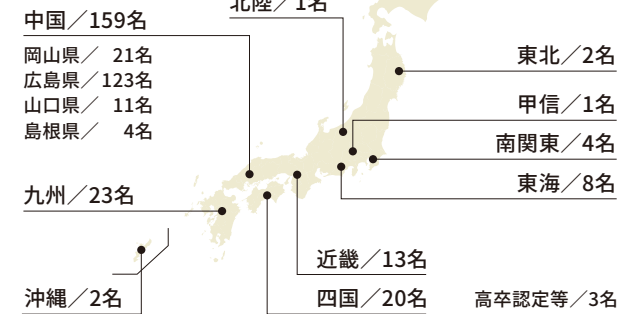 北陸／1名
中国／159名
岡山県／ 21名
広島県／123名
山口県／ 11名
島根県／ 4名
東北／2名
甲信／1名
南関東／4名
東海／8名
九州／23名
近畿／13名
沖縄／2名
四国／20名
高卒認定等／3名